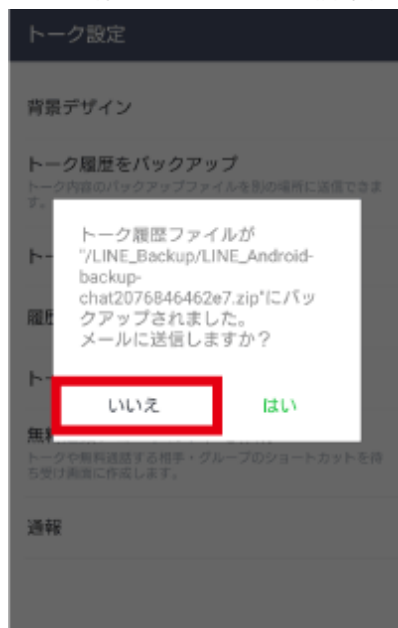 トーク設定
背景デザイン
トーク履歴をバックアップ
トーク内容のバックアップファイルを別の場所に送信できま
す。
トーク履歴ファイルが
"/LINE_Backup/LINE_Android-
backup-
chat2076846462e7.zip"にバッ
クアップされました。
メールに送信しますか?
いいえ
はい
トークや無料通話する相手・グループのショートカットを待
ち受け画面に作成します。
通報